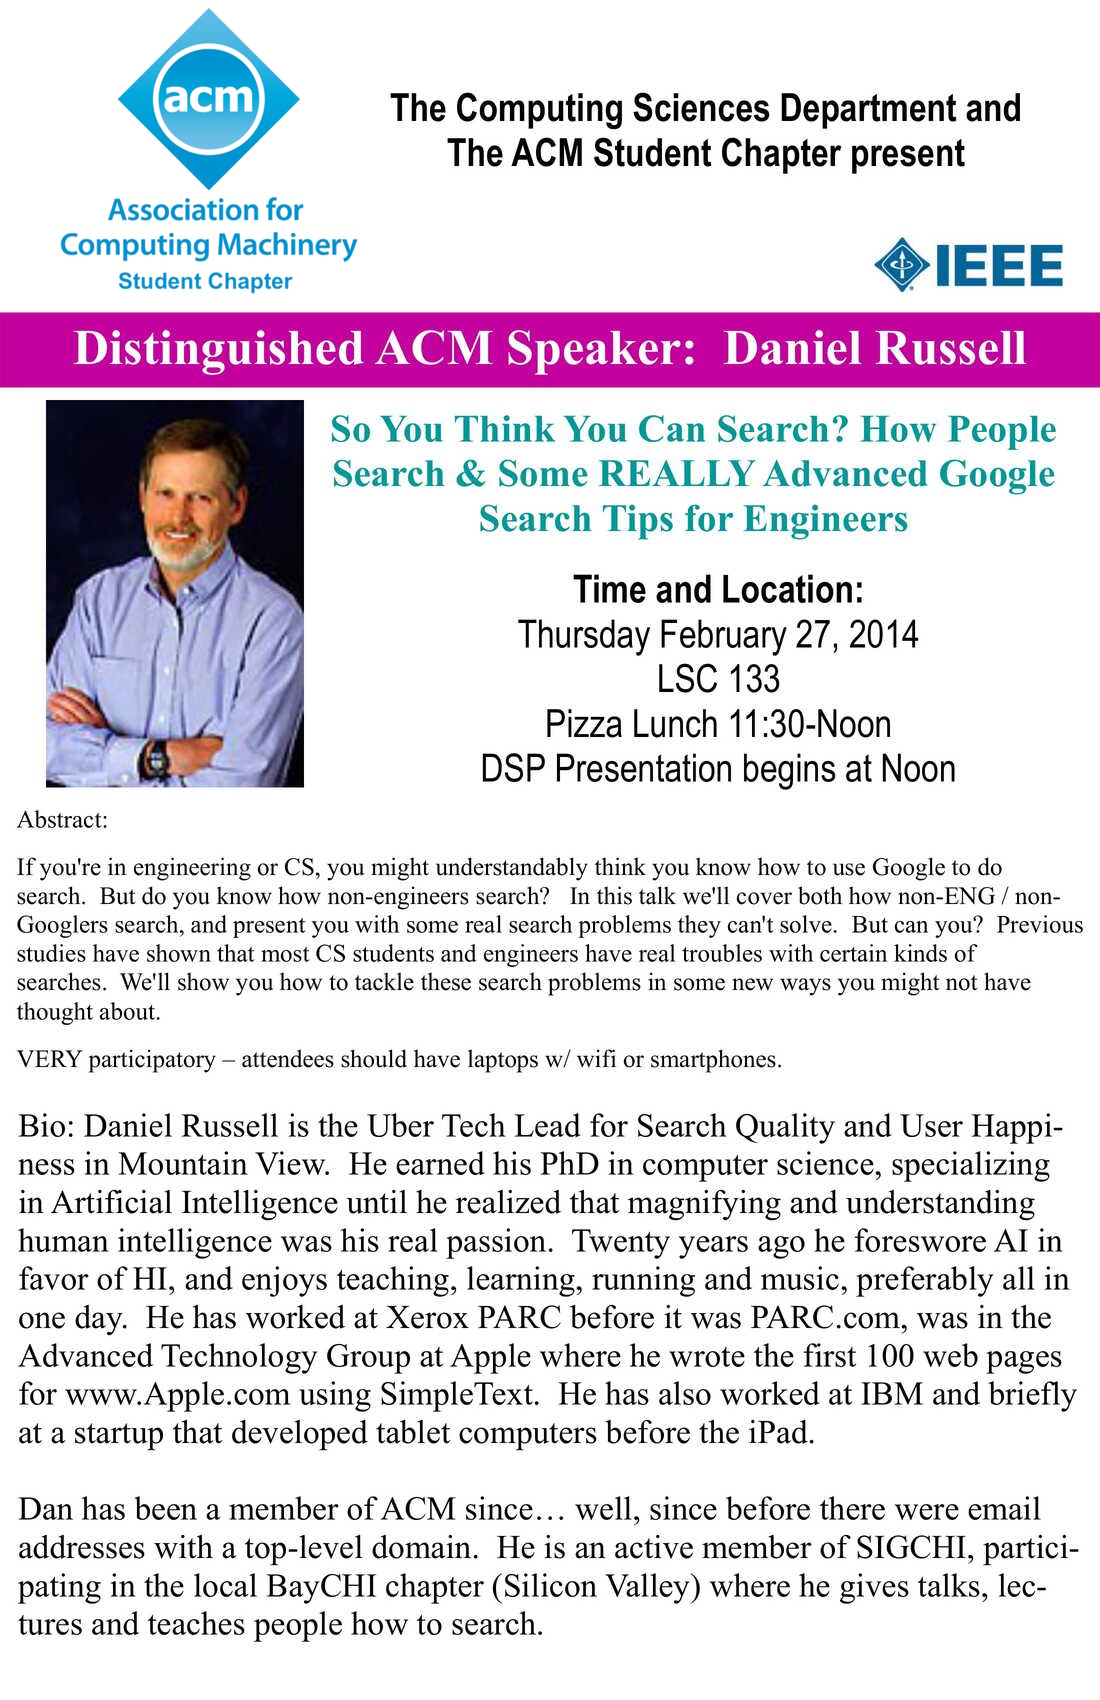 acm
Association for
Computing Machinery
Student Chapter
The Computing Sciences Department and
The ACM Student Chapter present
IEEE
Distinguished ACM Speaker:  Daniel Russell
So You Think You Can Search? How People
Search & Some REALLY Advanced Google
Search Tips for Engineers
Time and Location:
Thursday February 27, 2014
LSC 133
Pizza Lunch 11:30-Noon
DSP Presentation begins at Noon
Abstract:
If you're in engineering or CS, you might understandably think you know how to use Google to do
search.  But do you know how non-engineers search?   In this talk we'll cover both how non-ENG / non-
Googlers search, and present you with some real search problems they can't solve.  But can you?  Previous
studies have shown that most CS students and engineers have real troubles with certain kinds of
searches.  We'll show you how to tackle these search problems in some new ways you might not have
thought about.
VERY participatory – attendees should have laptops w/ wifi or smartphones.
Bio: Daniel Russell is the Uber Tech Lead for Search Quality and User Happi-
ness in Mountain View.  He earned his PhD in computer science, specializing
in Artificial Intelligence until he realized that magnifying and understanding
human intelligence was his real passion.  Twenty years ago he foreswore AI in
favor of HI, and enjoys teaching, learning, running and music, preferably all in
one day.  He has worked at Xerox PARC before it was PARC.com, was in the
Advanced Technology Group at Apple where he wrote the first 100 web pages
for www.Apple.com using SimpleText.  He has also worked at IBM and briefly
at a startup that developed tablet computers before the iPad.
Dan has been a member of ACM since… well, since before there were email
addresses with a top-level domain.  He is an active member of SIGCHI, partici-
pating in the local BayCHI chapter (Silicon Valley) where he gives talks, lec-
tures and teaches people how to search.